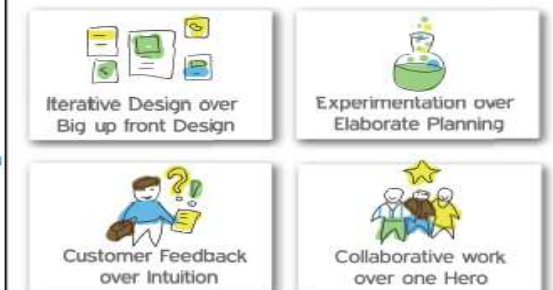 Iterative Design over
Big up front Design
Experimentation over
Elaborate Planning
Customer Feedback
over Intuition
Collaborative work
over one Hero